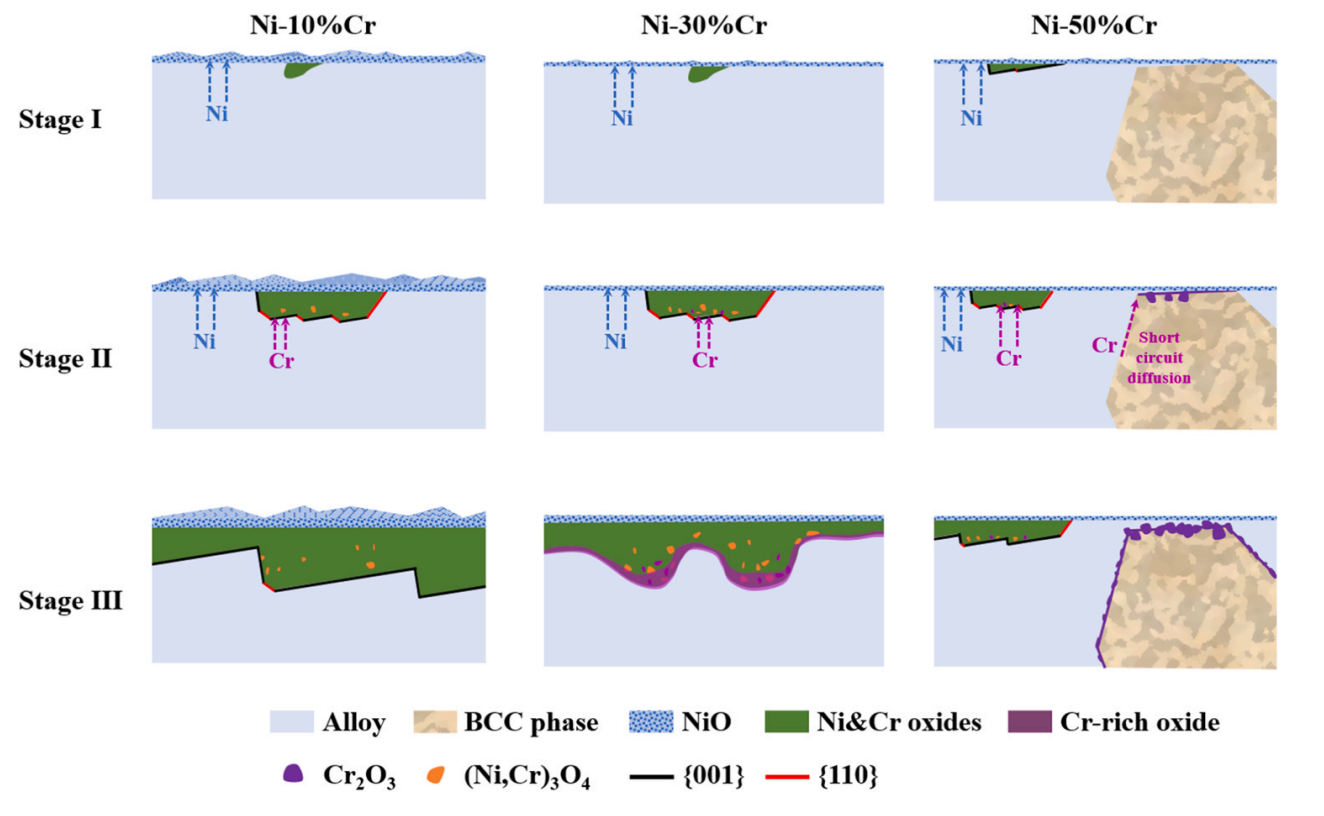 Ni-10%Cr Ni-30%Cr Ni-50%Cr
Stage I
Ni
Ni
Ni
Stage II
Ni
Cr
Ni
Cr
Ni
Cr
Cr
Short
circuit
diffusion
Stage III
Alloy BCC phase NiO Ni&Cr oxides Cr-rich oxide
Cr₂O₃ (Ni,Cr)₃O₄ {001} {110}